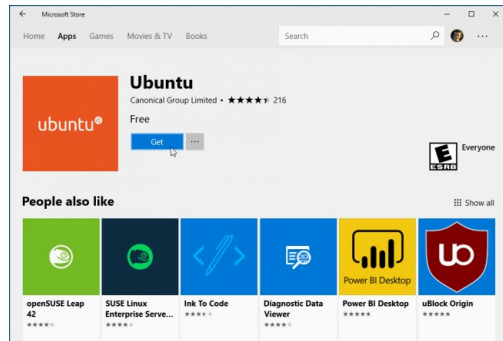 Microsoft Store
Home Apps Games Movies & TV Books Search
Ubuntu
Canonical Group Limited • 216
Free
Get
ubuntu®
E
ESRB
Everyone
People also like
Show all
Power BI Desktop
openSUSE Leap 42
SUSE Linux Enterprise Serve...
Ink To Code
Diagnostic Data Viewer
Power BI Desktop
uBlock Origin